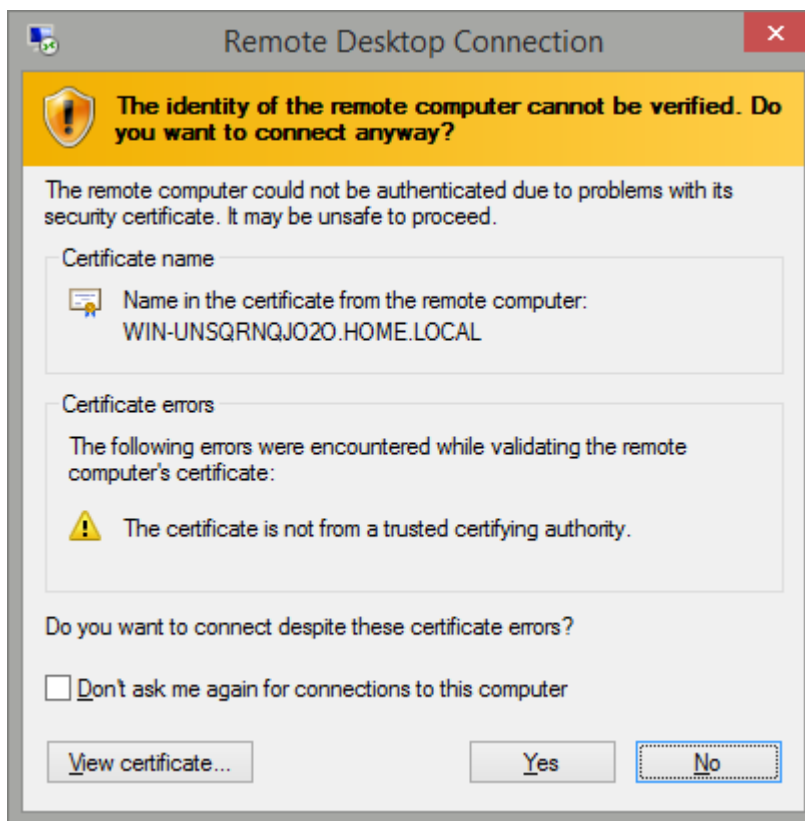 Remote Desktop Connection
The identity of the remote computer cannot be verified. Do
you want to connect anyway?
The remote computer could not be authenticated due to problems with its
security certificate. It may be unsafe to proceed.
Certificate name
Name in the certificate from the remote computer:
WIN-UNSQRNQJO2O.HOME.LOCAL
Certificate errors
The following errors were encountered while validating the remote
computer's certificate:
The certificate is not from a trusted certifying authority.
Do you want to connect despite these certificate errors?
Don't ask me again for connections to this computer
View certificate...
Yes
No